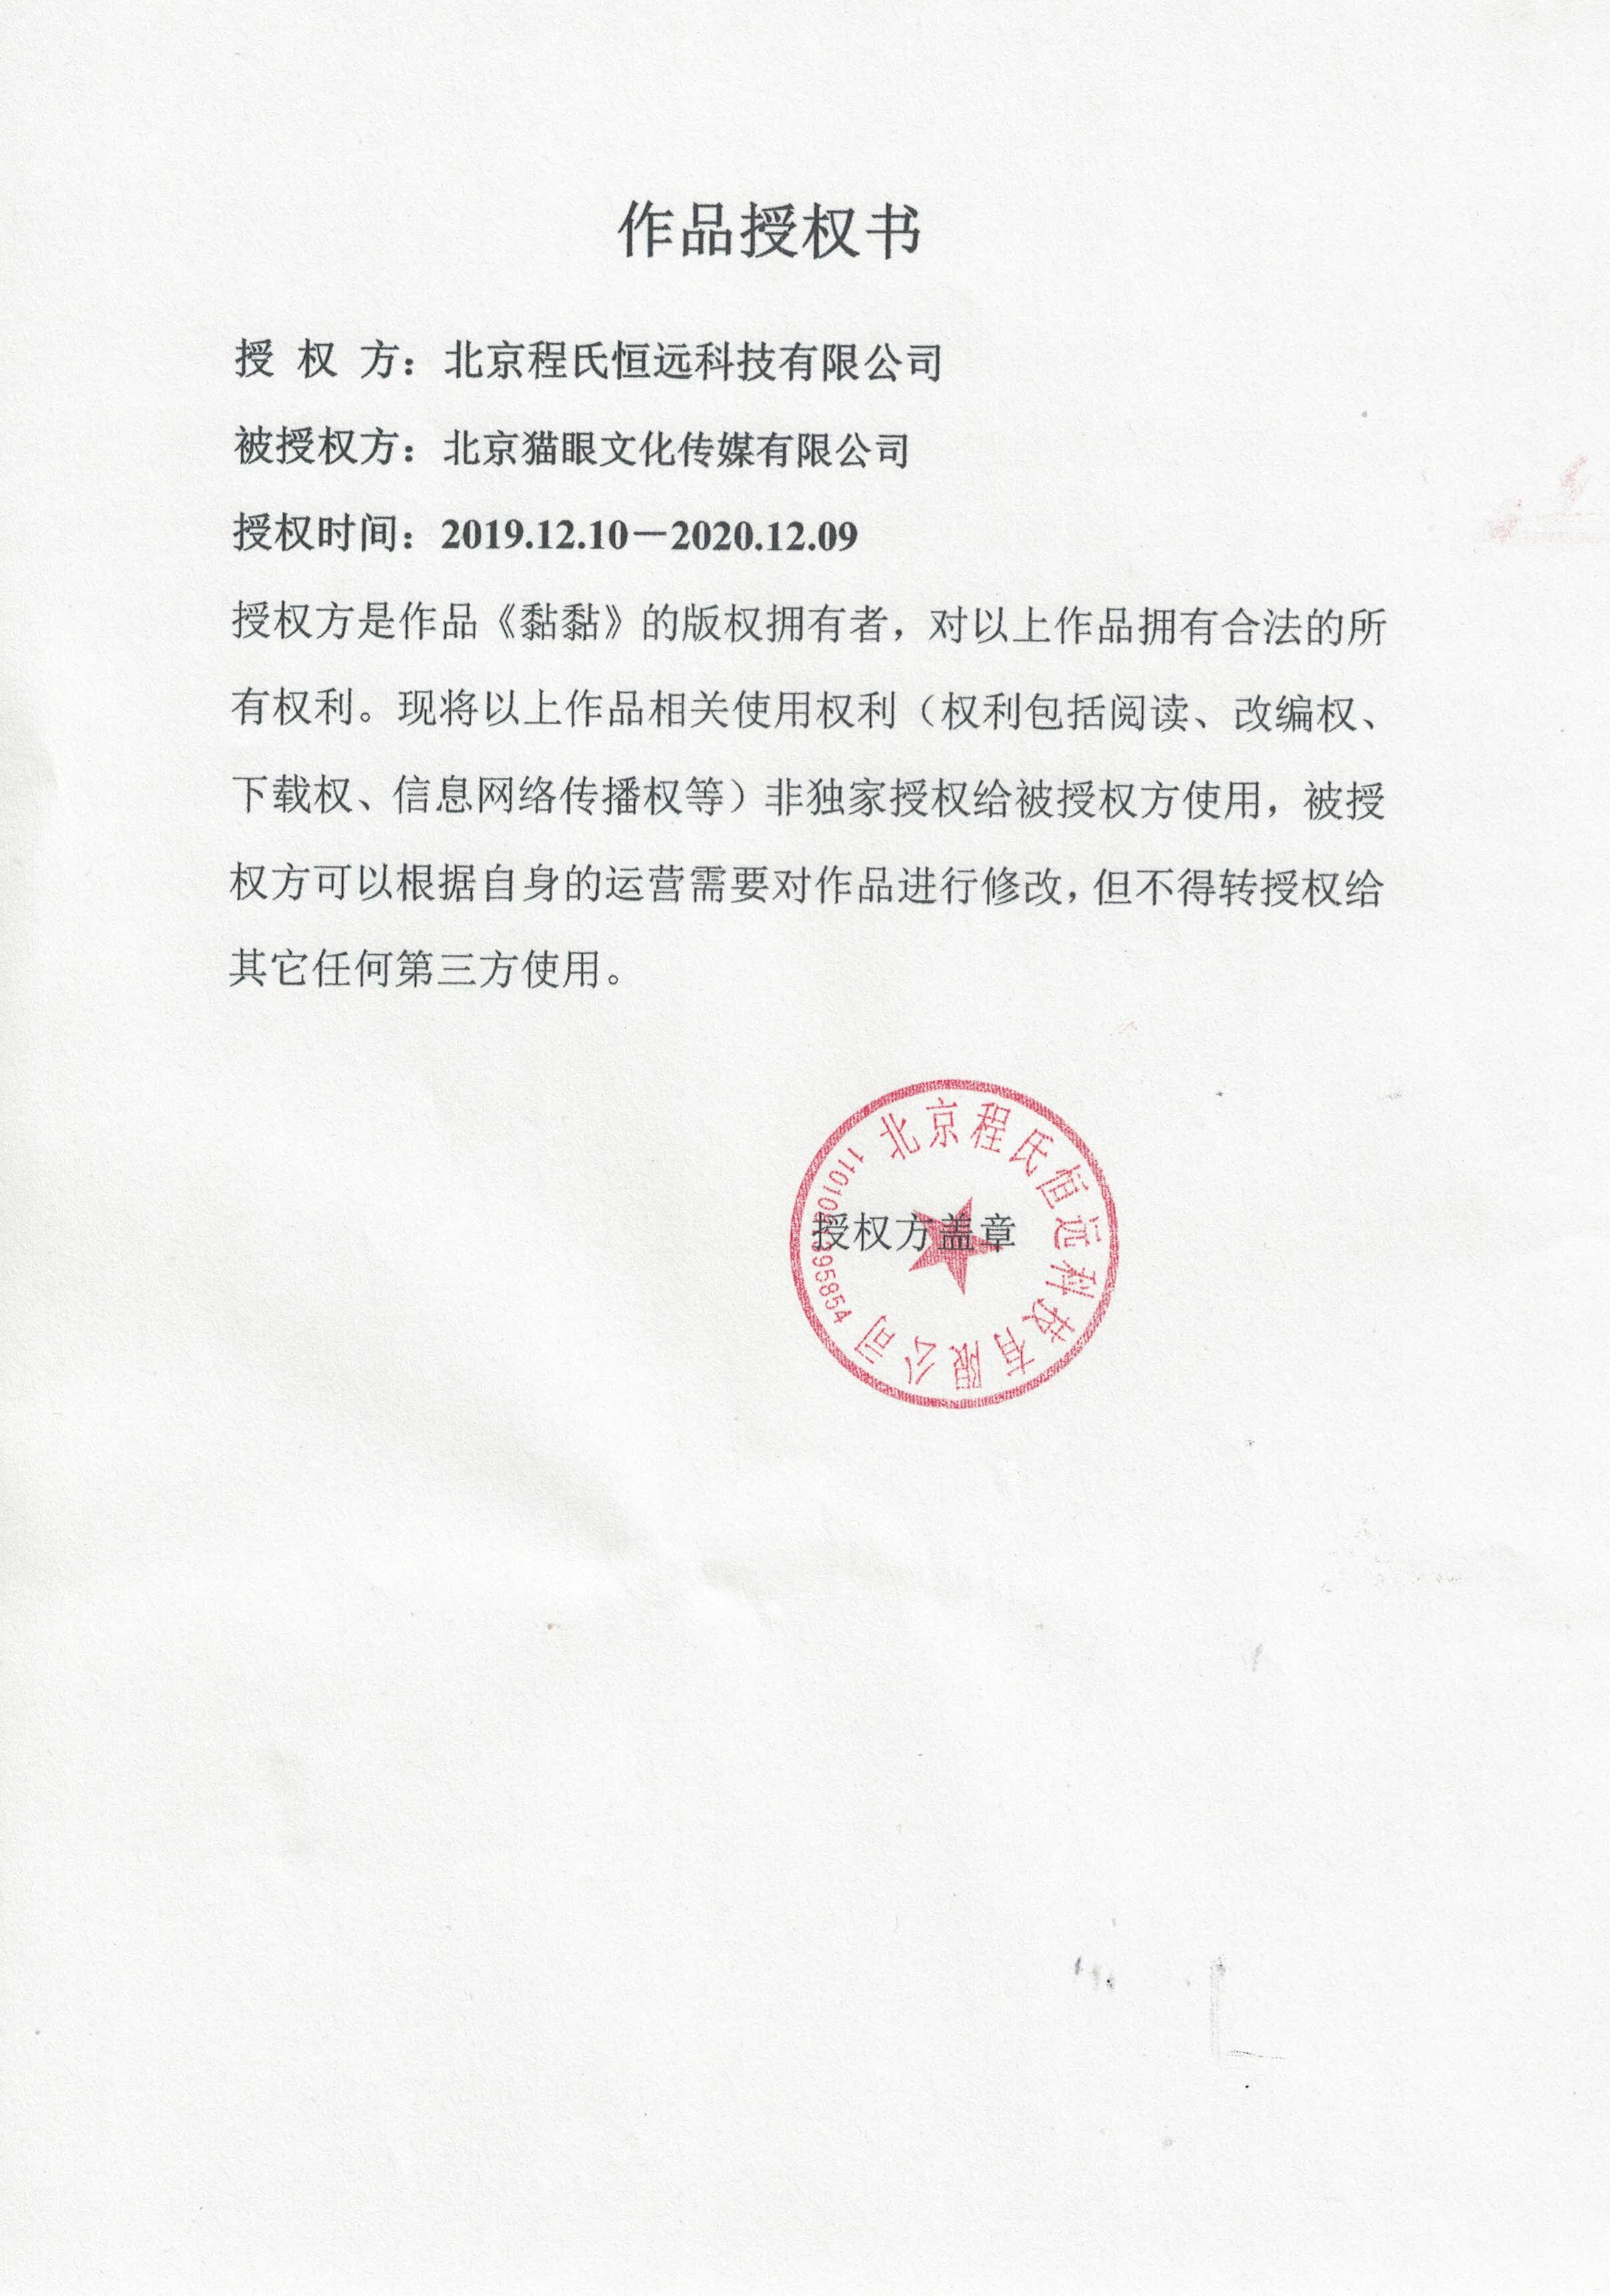 作品授权书
授 权 方：北京程氏恒远科技有限公司
被授权方：北京猫眼文化传媒有限公司
授权时间：2019.12.10－2020.12.09
授权方是作品《黏黏》的版权拥有者，对以上作品拥有合法的所
有权利。现将以上作品相关使用权利（权利包括阅读、改编权、
下载权、信息网络传播权等）非独家授权给被授权方使用，被授
权方可以根据自身的运营需要对作品进行修改，但不得转授权给
其它任何第三方使用。
北京程氏恒远科技有限公司
授权方盖章